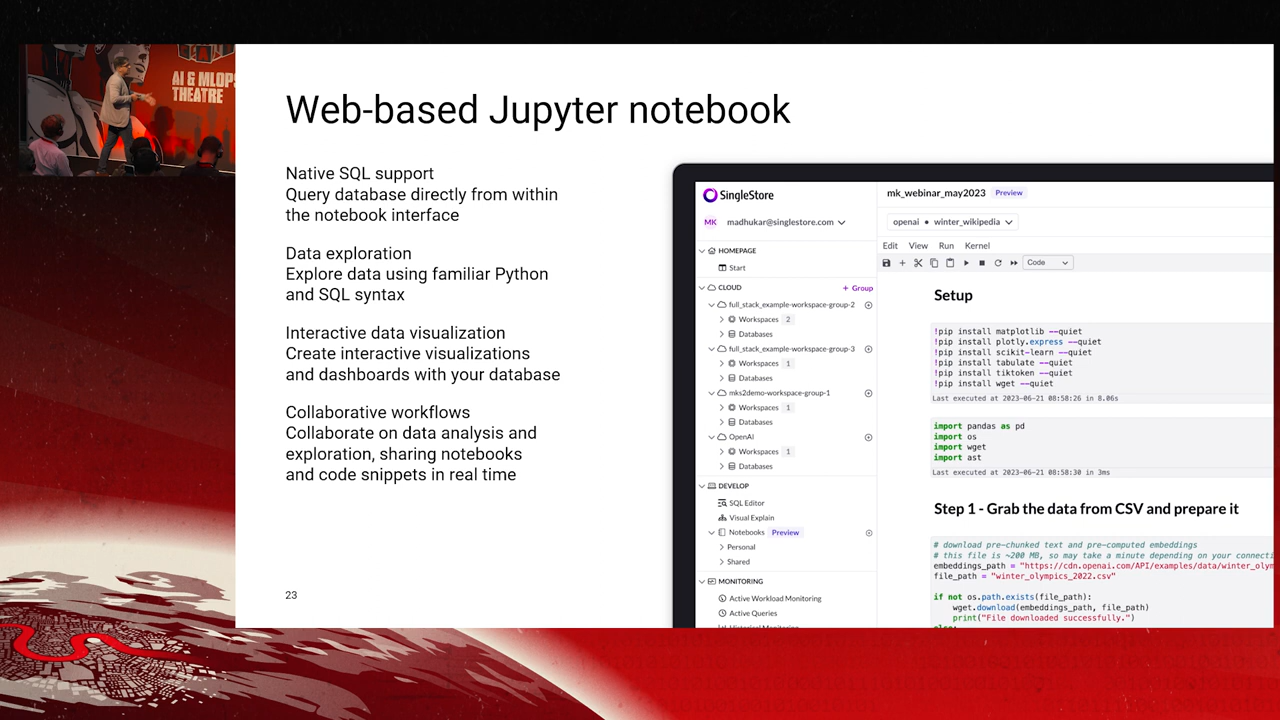 AI & MLOPS
THEATRE
Web-based Jupyter notebook
Native SQL support
Query database directly from within
the notebook interface
Data exploration
Explore data using familiar Python
and SQL syntax
Interactive data visualization
Create interactive visualizations
and dashboards with your database
Collaborative workflows
Collaborate on data analysis and
exploration, sharing notebooks
and code snippets in real time
23
SingleStore
MK madhukar@singlestore.com
HOMEPAGE
Start
CLOUD + Group
full_stack_example-workspace-group-2
Workspaces 2
Databases
full_stack_example-workspace-group-3
Workspaces 1
Databases
mks2demo-workspace-group-1
Workspaces 1
Databases
OpenAI
Workspaces 1
Databases
DEVELOP
SQL Editor
Visual Explain
Notebooks Preview
Personal
Shared
MONITORING
Active Workload Monitoring
Active Queries
mk_webinar_may2023 Preview
openai • winter_wikipedia
Edit View Run Kernel
Code
Setup
!pip install matplotlib --quiet
!pip install plotly.express --quiet
!pip install scikit-learn --quiet
!pip install tabulate --quiet
!pip install tiktoken --quiet
!pip install wget --quiet
Last executed at 2023-06-21 08:58:26 in 8.06s
import pandas as pd
import os
import wget
import ast
Last executed at 2023-06-21 08:58:30 in 3ms
Step 1 - Grab the data from CSV and prepare it
# download pre-chunked text and pre-computed embeddings
# this file is ~200 MB, so may take a minute depending on your connecti
embeddings_path = "https://cdn.openai.com/API/examples/data/winter_olym
file_path = "winter_olympics_2022.csv"
if not os.path.exists(file_path):
wget.download(embeddings_path, file_path)
print("File downloaded successfully.")